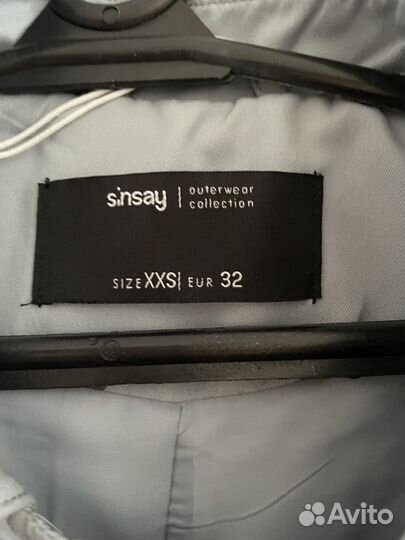 sinsay | outerwear
collection
SIZE XXS | EUR 32
Avito